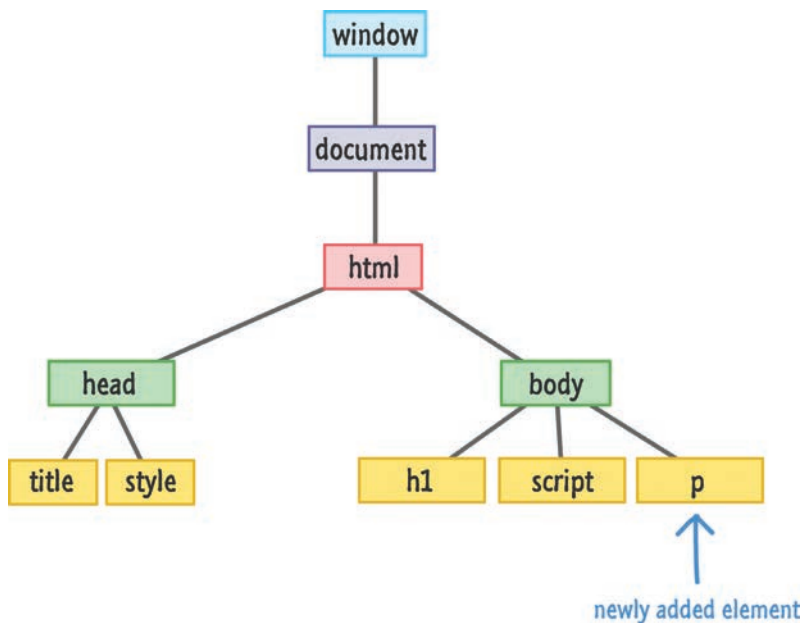 window
document
html
head
body
title
style
h1
script
p
newly added element